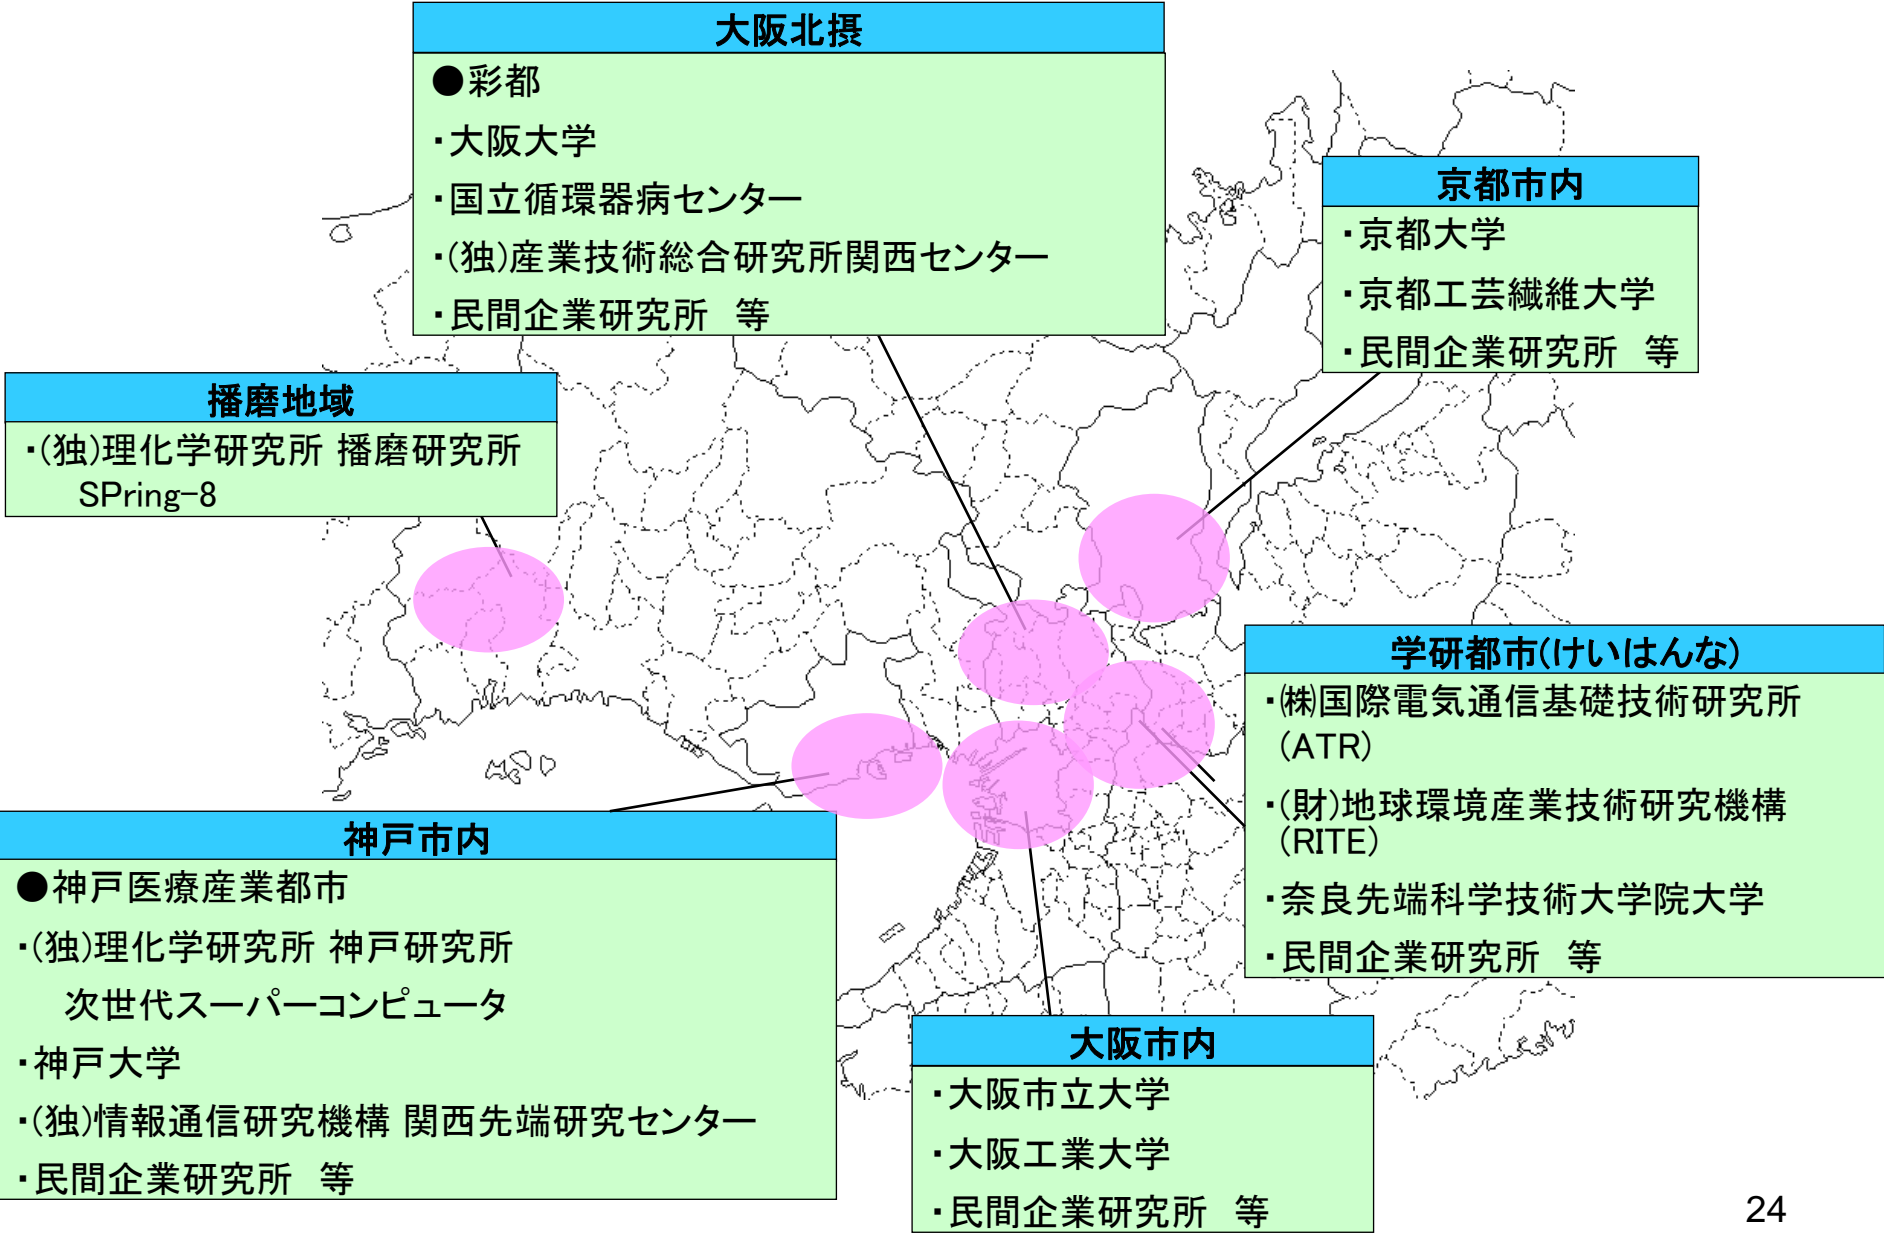 大阪北摂
●彩都
・大阪大学
・国立循環器病センター
・(独)産業技術総合研究所関西センター
・民間企業研究所　等
京都市内
・京都大学
・京都工芸繊維大学
・民間企業研究所　等
播磨地域
・(独)理化学研究所 播磨研究所
SPring-8
学研都市(けいはんな)
・㈱国際電気通信基礎技術研究所
(ATR)
・(財)地球環境産業技術研究機構
(RITE)
・奈良先端科学技術大学院大学
・民間企業研究所　等
神戸市内
●神戸医療産業都市
・(独)理化学研究所 神戸研究所
次世代スーパーコンピュータ
・神戸大学
・(独)情報通信研究機構 関西先端研究センター
・民間企業研究所　等
大阪市内
・大阪市立大学
・大阪工業大学
・民間企業研究所　等
24